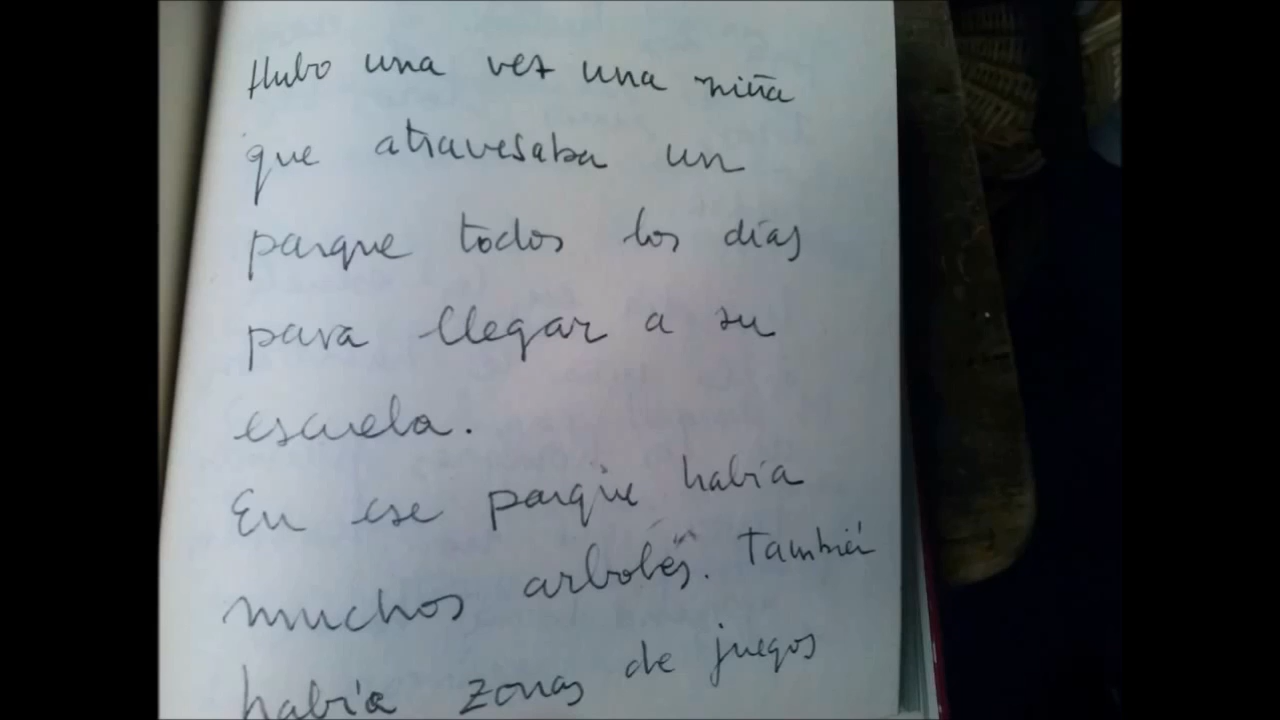 Hubo una vez una niña
que atravesaba un
parque todos los días
para llegar a su
escuela.
En ese parque había
muchos arboles. También
había zonas de juegos